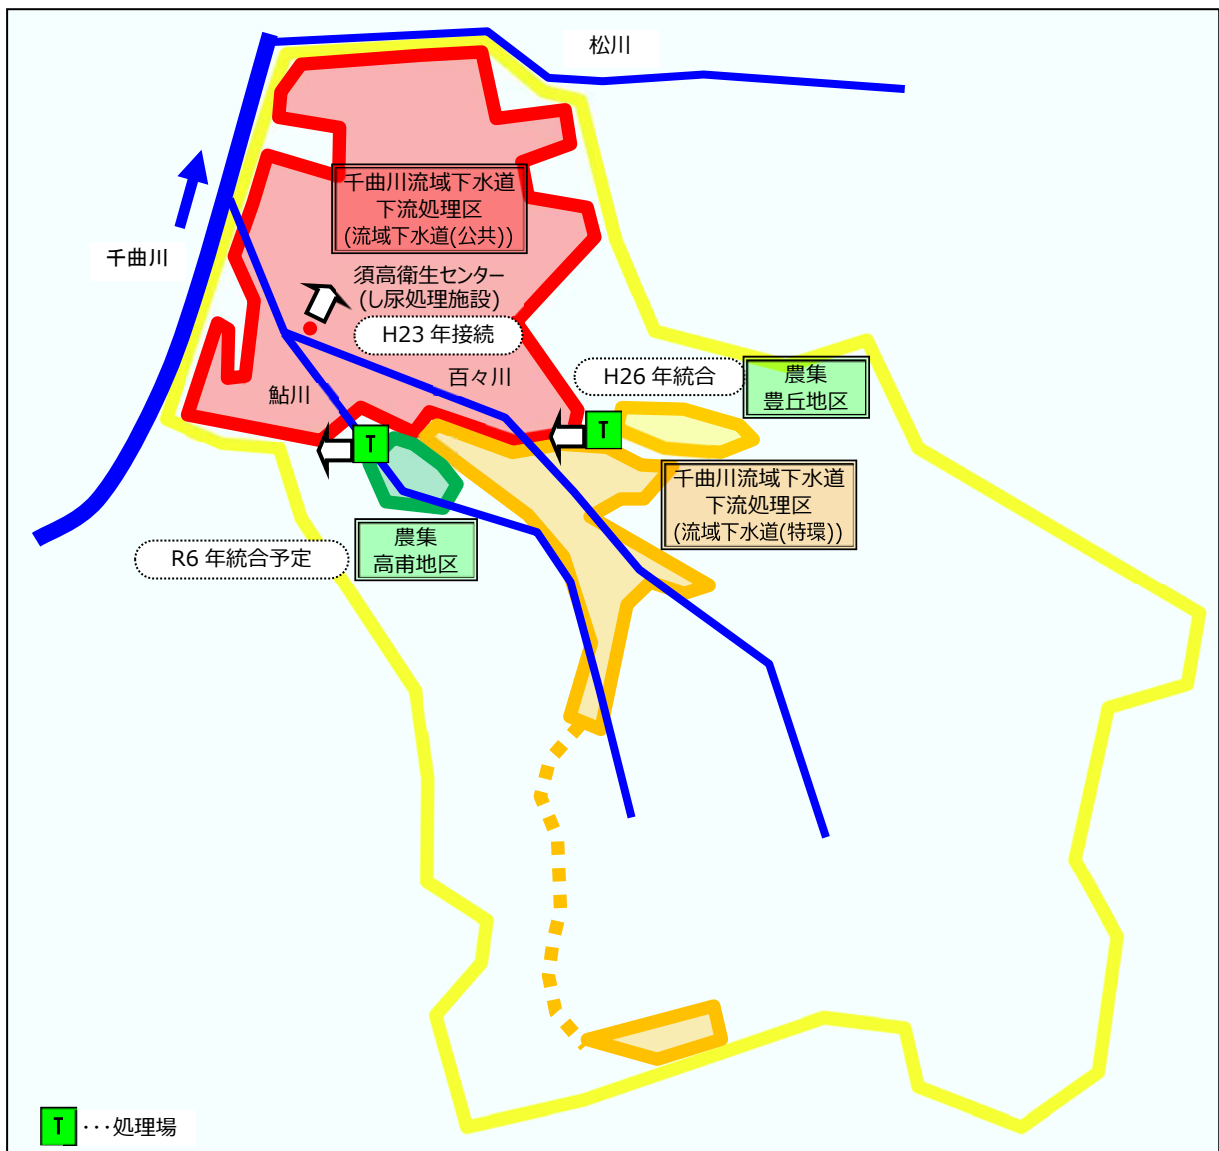 松川
千曲川流域下水道
下流処理区
(流域下水道(公共))
千曲川
須高衛生センター
(し尿処理施設)
H23 年接続
百々川
鮎川
H26 年統合
農集
豊丘地区
T
T
千曲川流域下水道
下流処理区
(流域下水道(特環))
農集
高甫地区
R6 年統合予定
T ･･･処理場